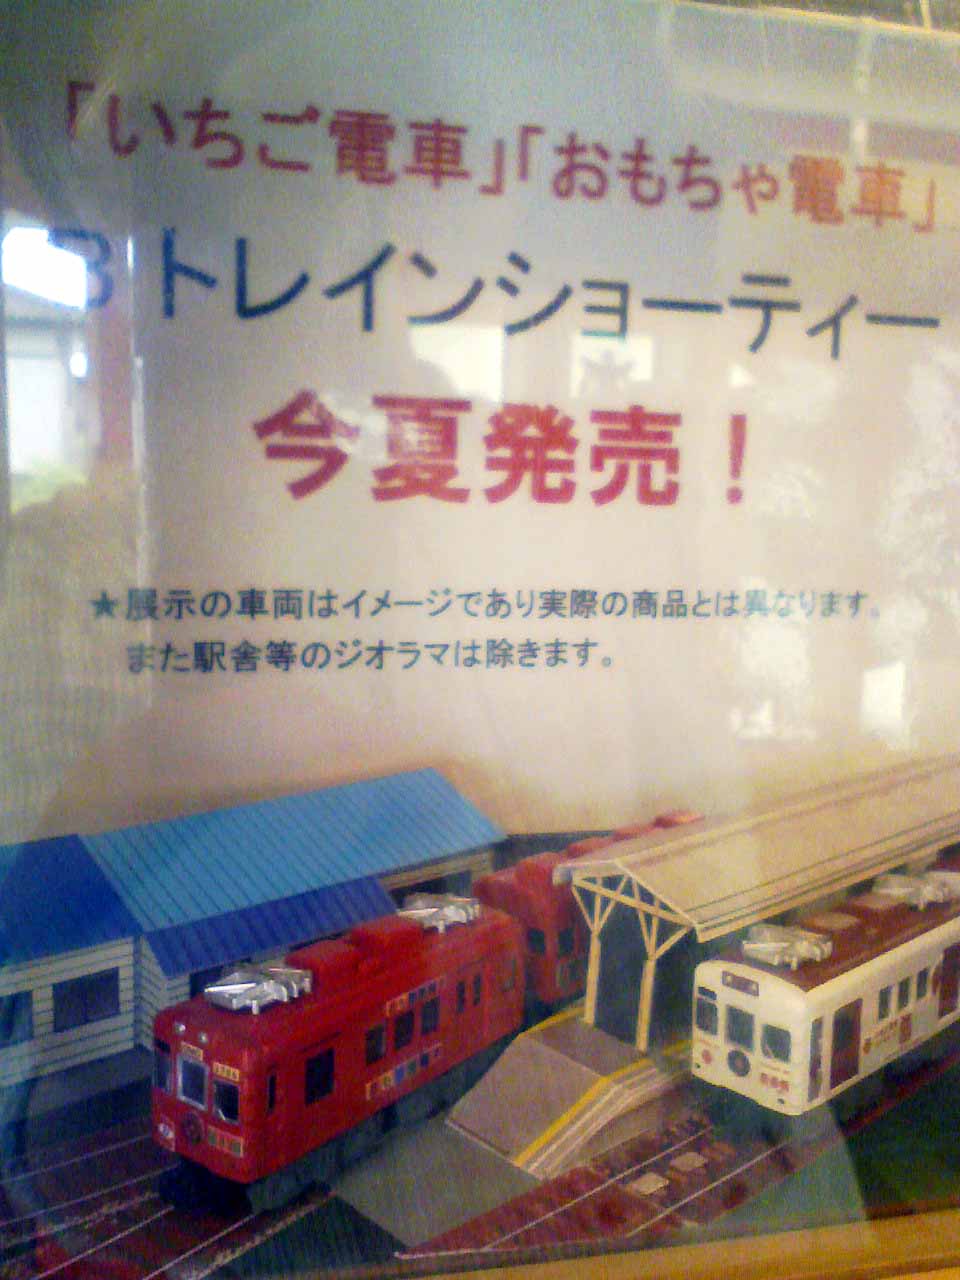 「いちご電車」「おもちゃ電車」
Bトレインショーティー
今夏発売！
★展示の車両はイメージであり実際の商品とは異なります。
また駅舎等のジオラマは除きます。